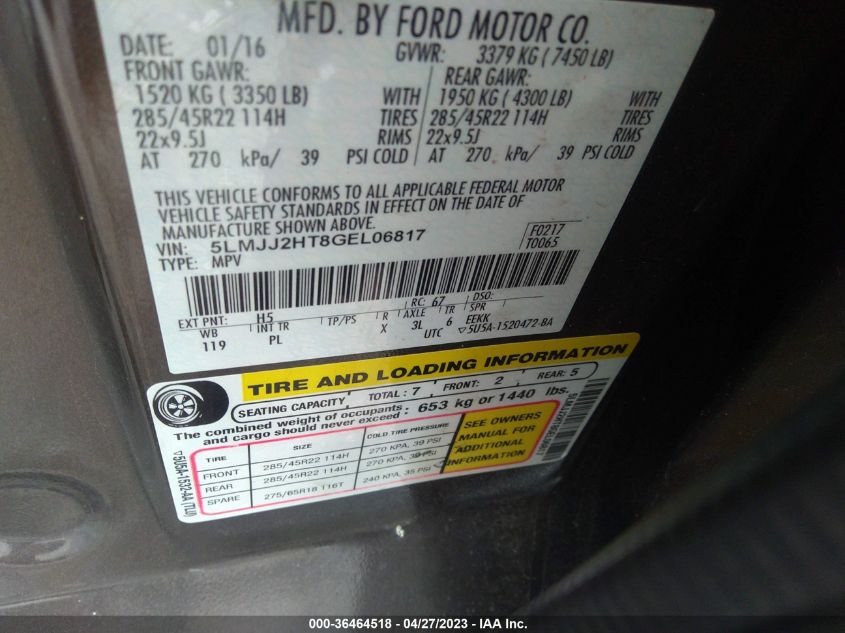 MFD. BY FORD MOTOR CO.
DATE: 01/16 GVWR: 3379 KG ( 7450 LB)
FRONT GAWR: REAR GAWR:
1520 KG ( 3350 LB) WITH 1950 KG ( 4300 LB) WITH
285/45R22 114H TIRES 285/45R22 114H TIRES
22x9.5J RIMS 22x9.5J RIMS
AT 270 kPa/ 39 PSI COLD AT 270 kPa/ 39 PSI COLD
THIS VEHICLE CONFORMS TO ALL APPLICABLE FEDERAL MOTOR
VEHICLE SAFETY STANDARDS IN EFFECT ON THE DATE OF
MANUFACTURE SHOWN ABOVE.
VIN: 5LMJJ2HT8GEL06817 F0217
TYPE: MPV T0065
EXT PNT: H5 RC: 67 DSO:
WB INT TR TP/PS R AXLE TR SPR
119 PL X 3L 6 EEKK
UTC ▽5U5A-1520472-BA
TIRE AND LOADING INFORMATION
SEATING CAPACITY TOTAL: 7 FRONT: 2 REAR: 5
The combined weight of occupants
and cargo should never exceed: 653 kg or 1440 lbs.
TIRE SIZE COLD TIRE PRESSURE
FRONT 285/45R22 114H 270 KPA, 39 PSI
REAR 285/45R22 114H 270 KPA, 39 PSI
SPARE 275/65R18 116T 240 KPA, 35 PSI
SEE OWNERS
MANUAL FOR
ADDITIONAL
INFORMATION
▽5U5A-1532-AA (TLU)
000-36464518 - 04/27/2023 - IAA Inc.